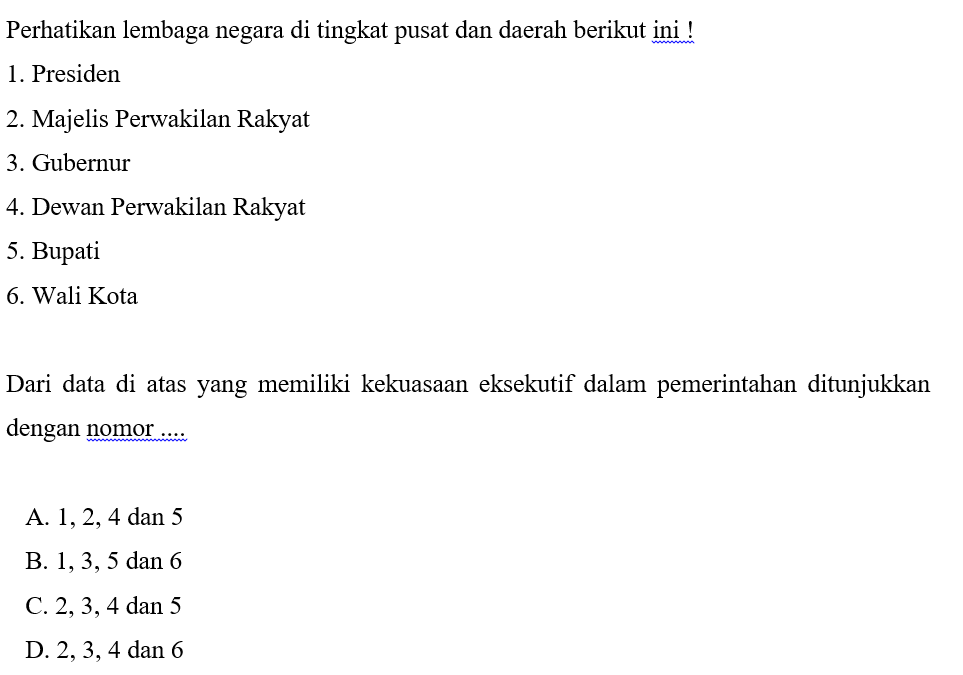 Perhatikan lembaga negara di tingkat pusat dan daerah berikut ini !
1. Presiden
2. Majelis Perwakilan Rakyat
3. Gubernur
4. Dewan Perwakilan Rakyat
5. Bupati
6. Wali Kota
Dari data di atas yang memiliki kekuasaan eksekutif dalam pemerintahan ditunjukkan
dengan nomor ....
A. 1, 2, 4 dan 5
B. 1, 3, 5 dan 6
C. 2, 3, 4 dan 5
D. 2, 3, 4 dan 6